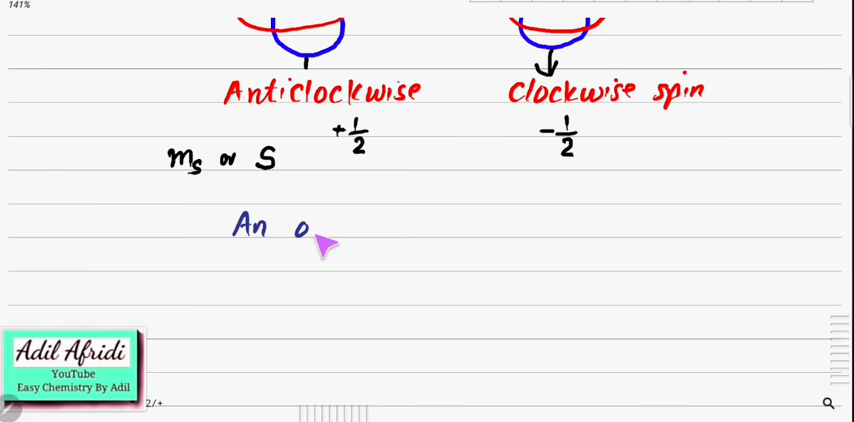 141%
Anticlockwise clockwise spin
+1/2 -1/2
ms or S
An o
Adil Afridi
YouTube
Easy Chemistry By Adil
2/+